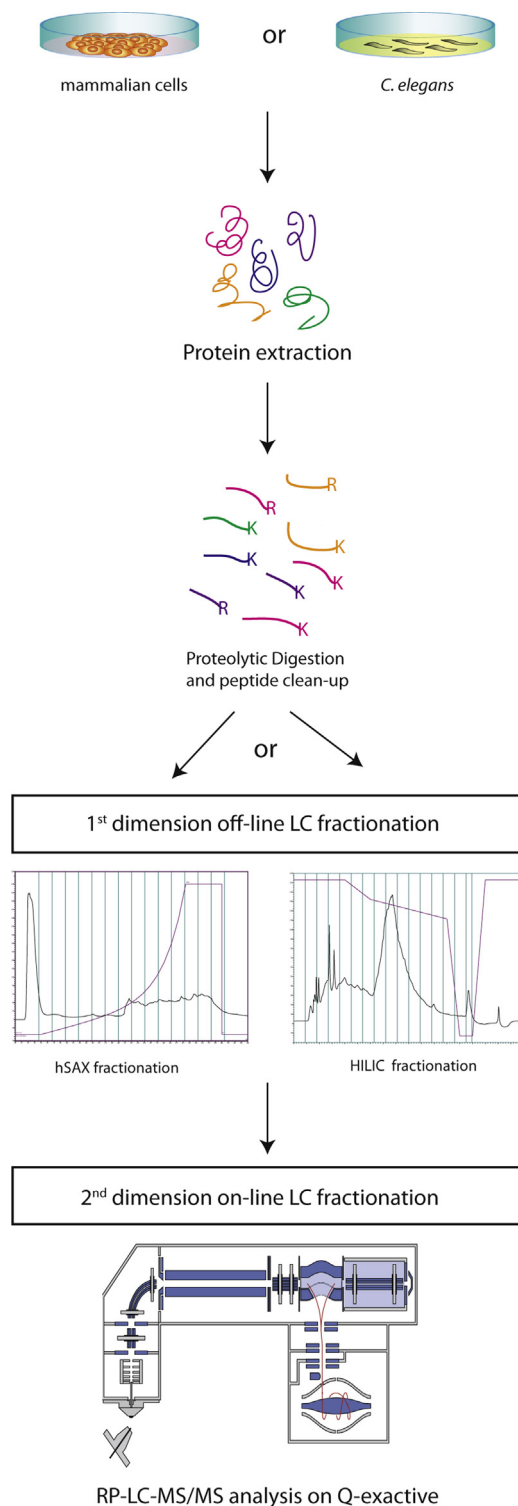 or
mammalian cells
C. elegans
Protein extraction
R
R
K
K
K
K
K
R
K
Proteolytic Digestion
and peptide clean-up
or
1st dimension off-line LC fractionation
hSAX fractionation
HILIC fractionation
2nd dimension on-line LC fractionation
RP-LC-MS/MS analysis on Q-exactive